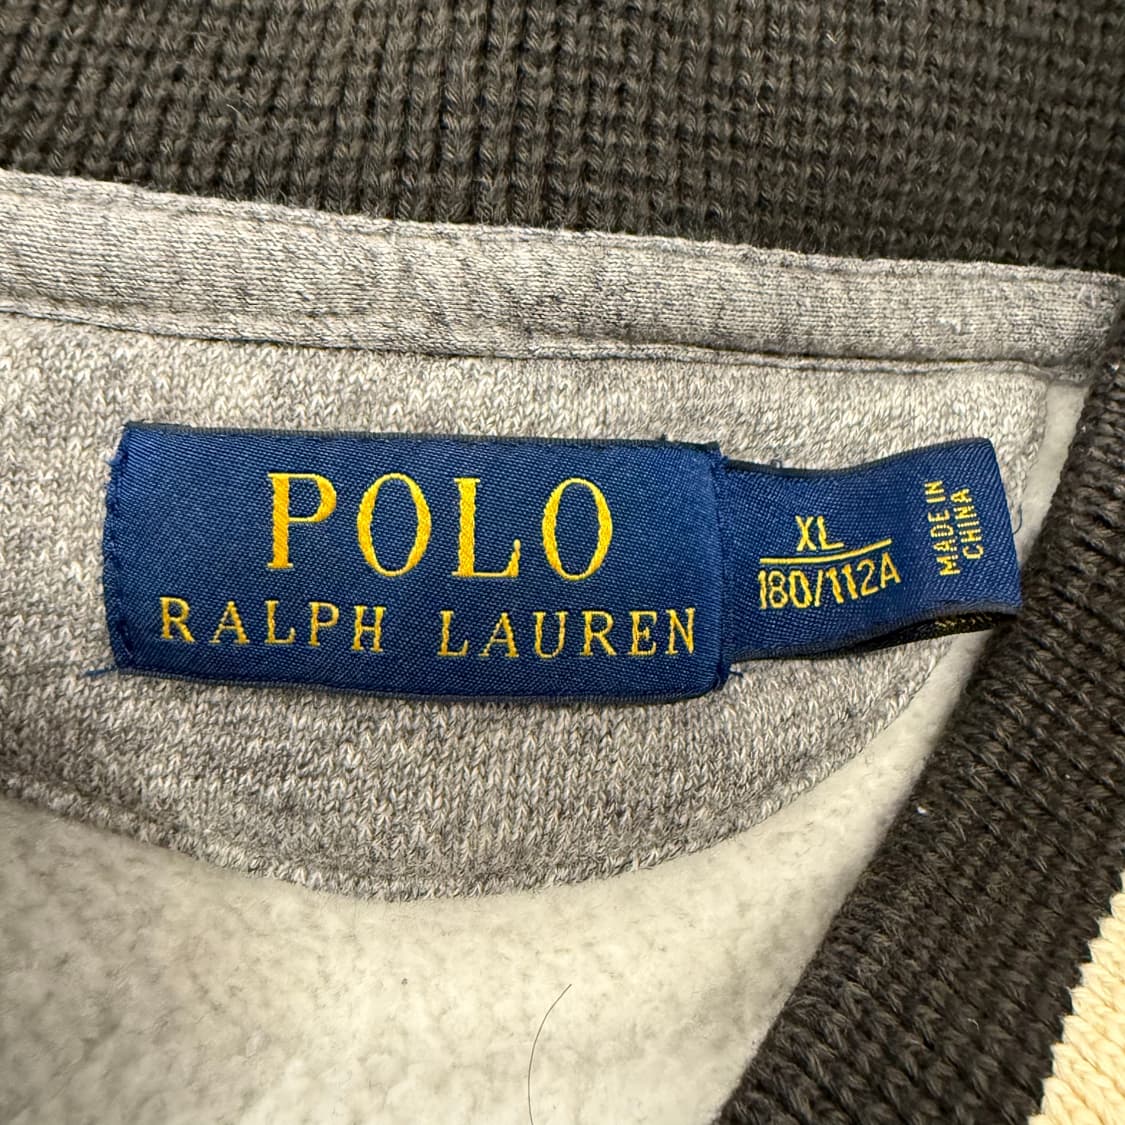 POLO
RALPH LAUREN
XL
180/112A
MADE IN
CHINA